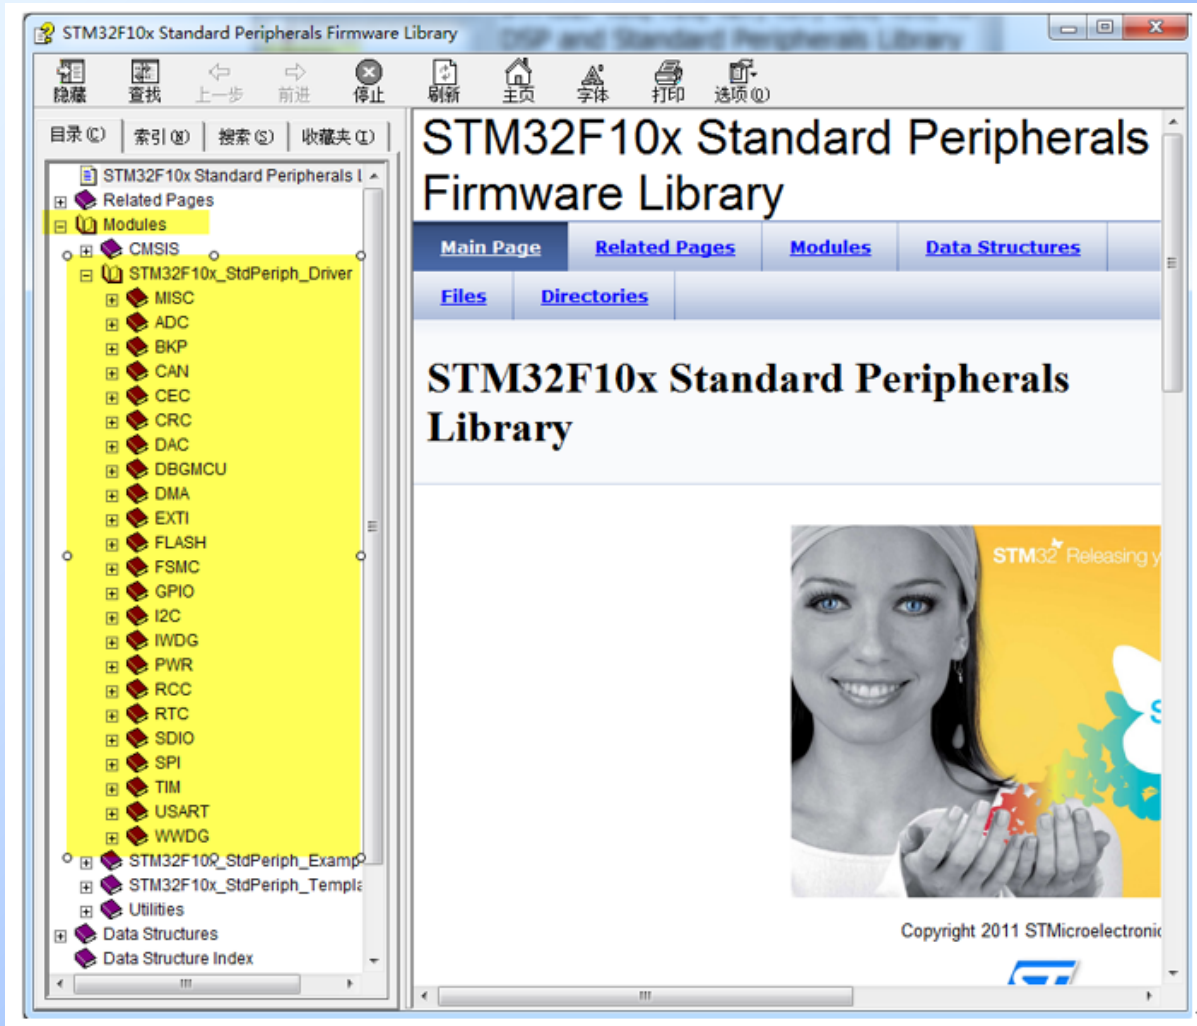 STM32F10x Standard Peripherals Firmware Library
DSP and Standard Peripherals Library
隐藏 查找 上一步 前进 停止 刷新 主页 字体 打印 选项(O)
目录(C) 索引(N) 搜索(S) 收藏夹(I)
STM32F10x Standard Peripherals L
Related Pages
Modules
CMSIS
STM32F10x_StdPeriph_Driver
MISC
ADC
BKP
CAN
CEC
CRC
DAC
DBGMCU
DMA
EXTI
FLASH
FSMC
GPIO
I2C
IWDG
PWR
RCC
RTC
SDIO
SPI
TIM
USART
WWDG
STM32F10x_StdPeriph_Examp
STM32F10x_StdPeriph_Templa
Utilities
Data Structures
Data Structure Index
STM32F10x Standard Peripherals
Firmware Library
Main Page Related Pages Modules Data Structures
Files Directories
STM32F10x Standard Peripherals
Library
STM32 Releasing y
S
Copyright 2011 STMicroelectronic